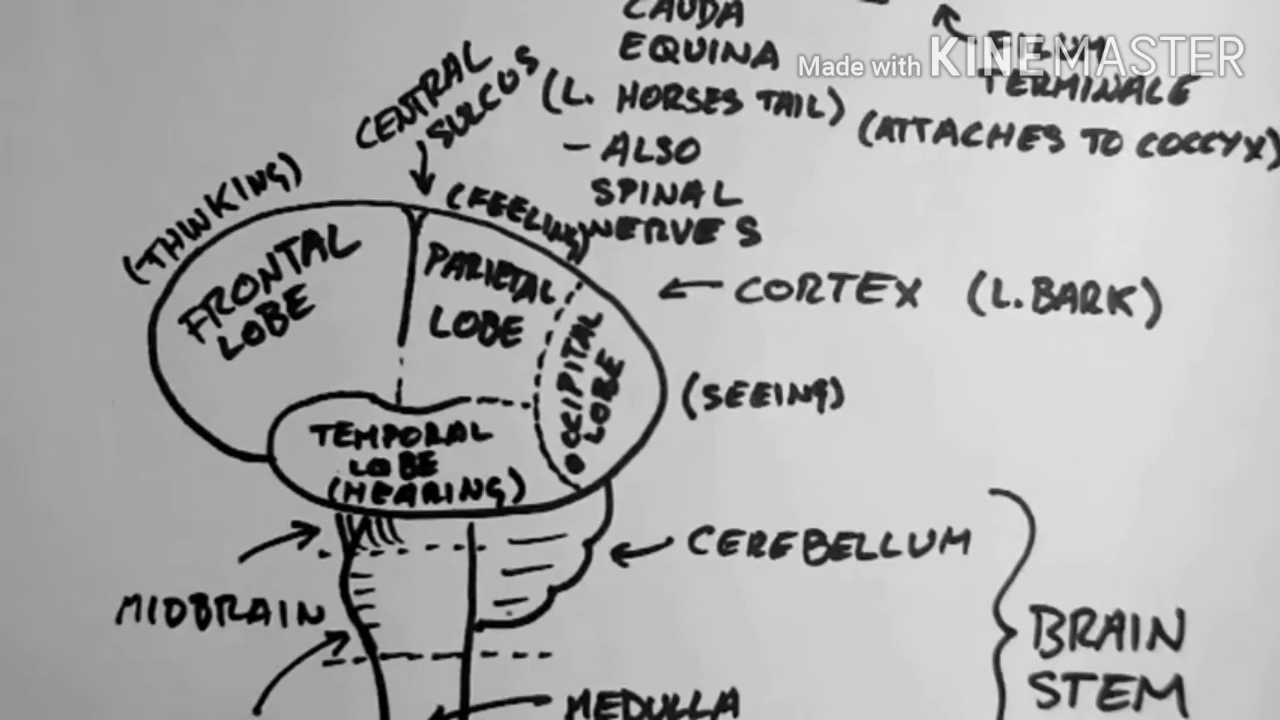 CAUDA
EQUINA
(L. HORSES TAIL)
- ALSO
SPINAL
NERVES
FILUM
TERMINALE
(ATTACHES TO COCCYX)
Made with KINEMASTER
CENTRAL
SULCUS
(THINKING)
(FEELING)
FRONTAL
LOBE
PARIETAL
LOBE
OCCIPITAL
LOBE
CORTEX (L. BARK)
(SEEING)
TEMPORAL
LOBE
(HEARING)
CEREBELLUM
MIDBRAIN
BRAIN
STEM
MEDULLA